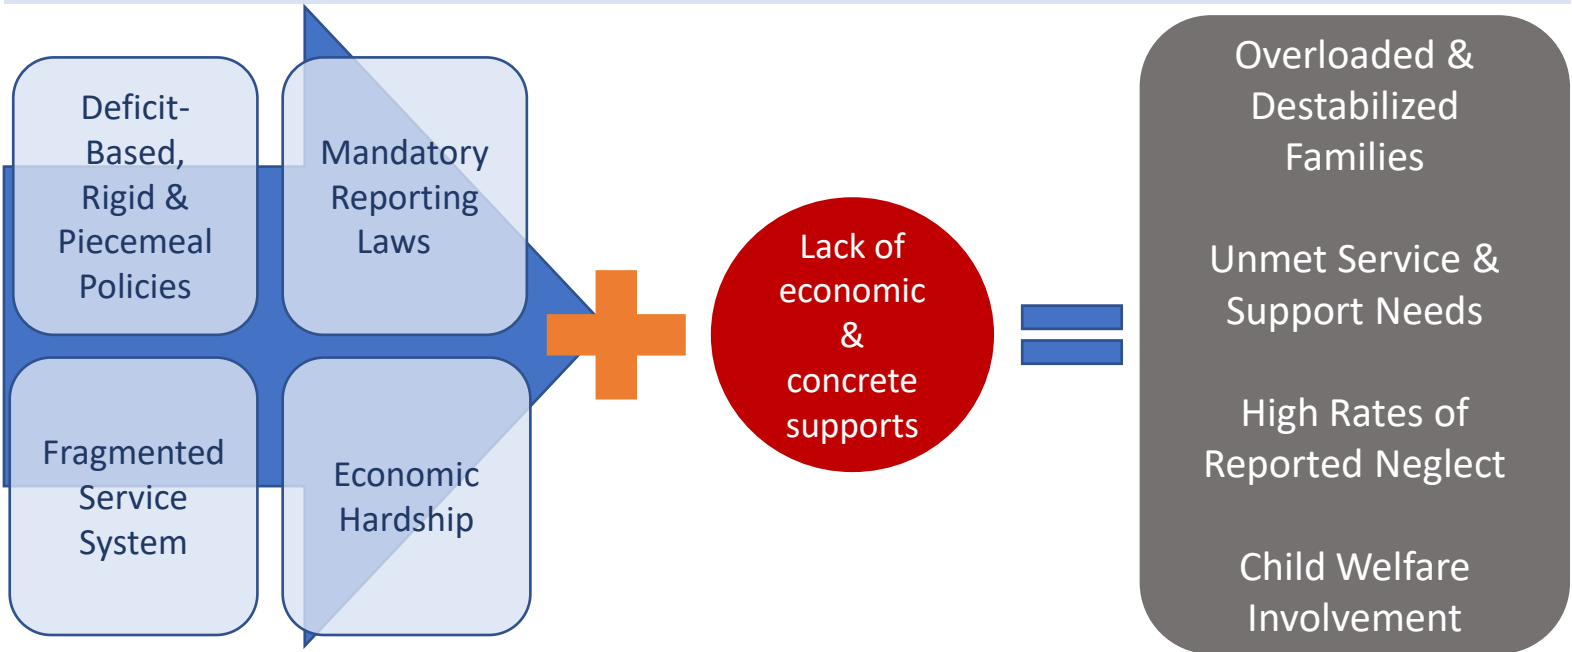 Deficit-
Based,
Rigid &
Piecemeal
Policies
Mandatory
Reporting
Laws
Fragmented
Service
System
Economic
Hardship
Lack of
economic
&
concrete
supports
Overloaded &
Destabilized
Families
Unmet Service &
Support Needs
High Rates of
Reported Neglect
Child Welfare
Involvement